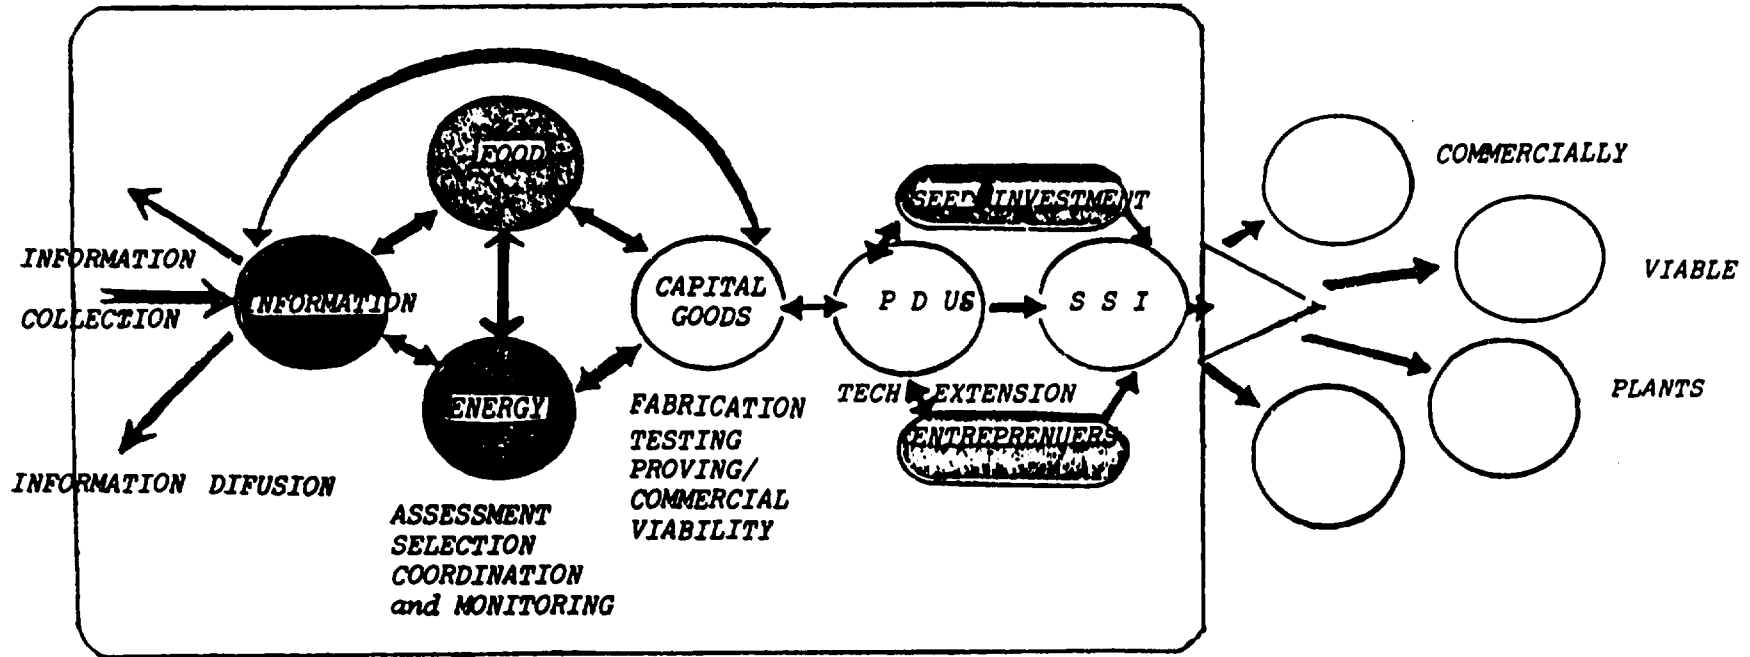 FOOD
SEED INVESTMENT
COMMERCIALLY
VIABLE
PLANTS
INFORMATION
COLLECTION
INFORMATION
CAPITAL
GOODS
P D US
S S I
ENERGY
TECH EXTENSION
ENTREPRENUERS
FABRICATION
TESTING
PROVING/
COMMERCIAL
VIABILITY
INFORMATION DIFUSION
ASSESSMENT
SELECTION
COORDINATION
and MONITORING